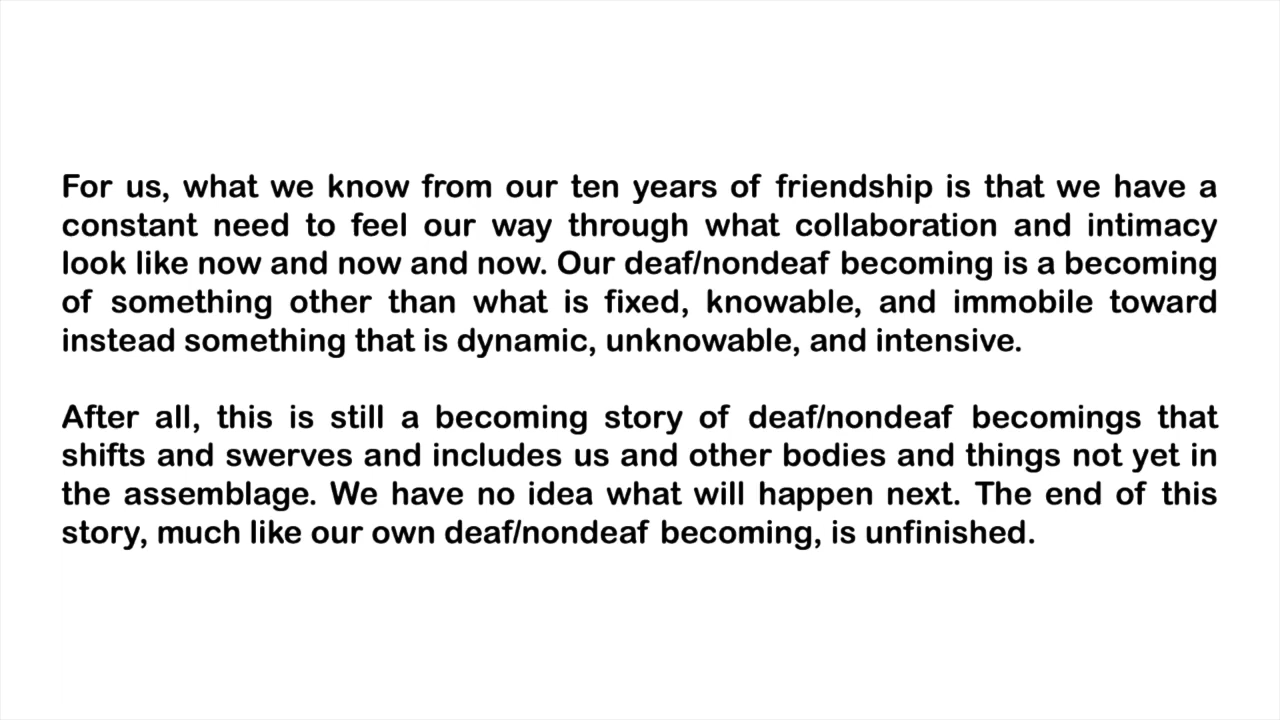 For us, what we know from our ten years of friendship is that we have a
constant need to feel our way through what collaboration and intimacy
look like now and now and now. Our deaf/nondeaf becoming is a becoming
of something other than what is fixed, knowable, and immobile toward
instead something that is dynamic, unknowable, and intensive.
After all, this is still a becoming story of deaf/nondeaf becomings that
shifts and swerves and includes us and other bodies and things not yet in
the assemblage. We have no idea what will happen next. The end of this
story, much like our own deaf/nondeaf becoming, is unfinished.